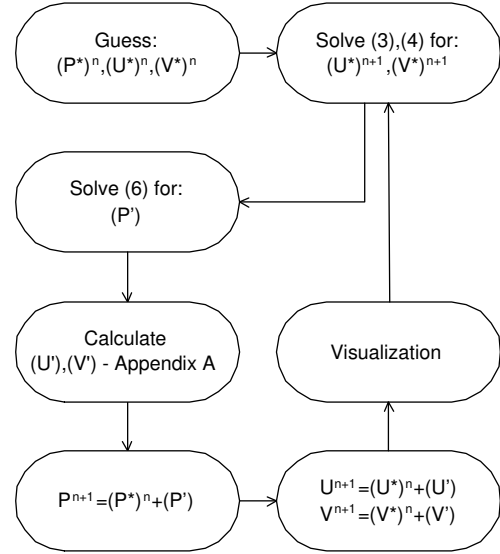 Guess:
(P*)ⁿ,(U*)ⁿ,(V*)ⁿ
Solve (3),(4) for:
(U*)ⁿ⁺¹,(V*)ⁿ⁺¹
Solve (6) for:
(P')
Calculate
(U'),(V') - Appendix A
Visualization
Pⁿ⁺¹=(P*)ⁿ+(P')
Uⁿ⁺¹=(U*)ⁿ+(U')
Vⁿ⁺¹=(V*)ⁿ+(V')